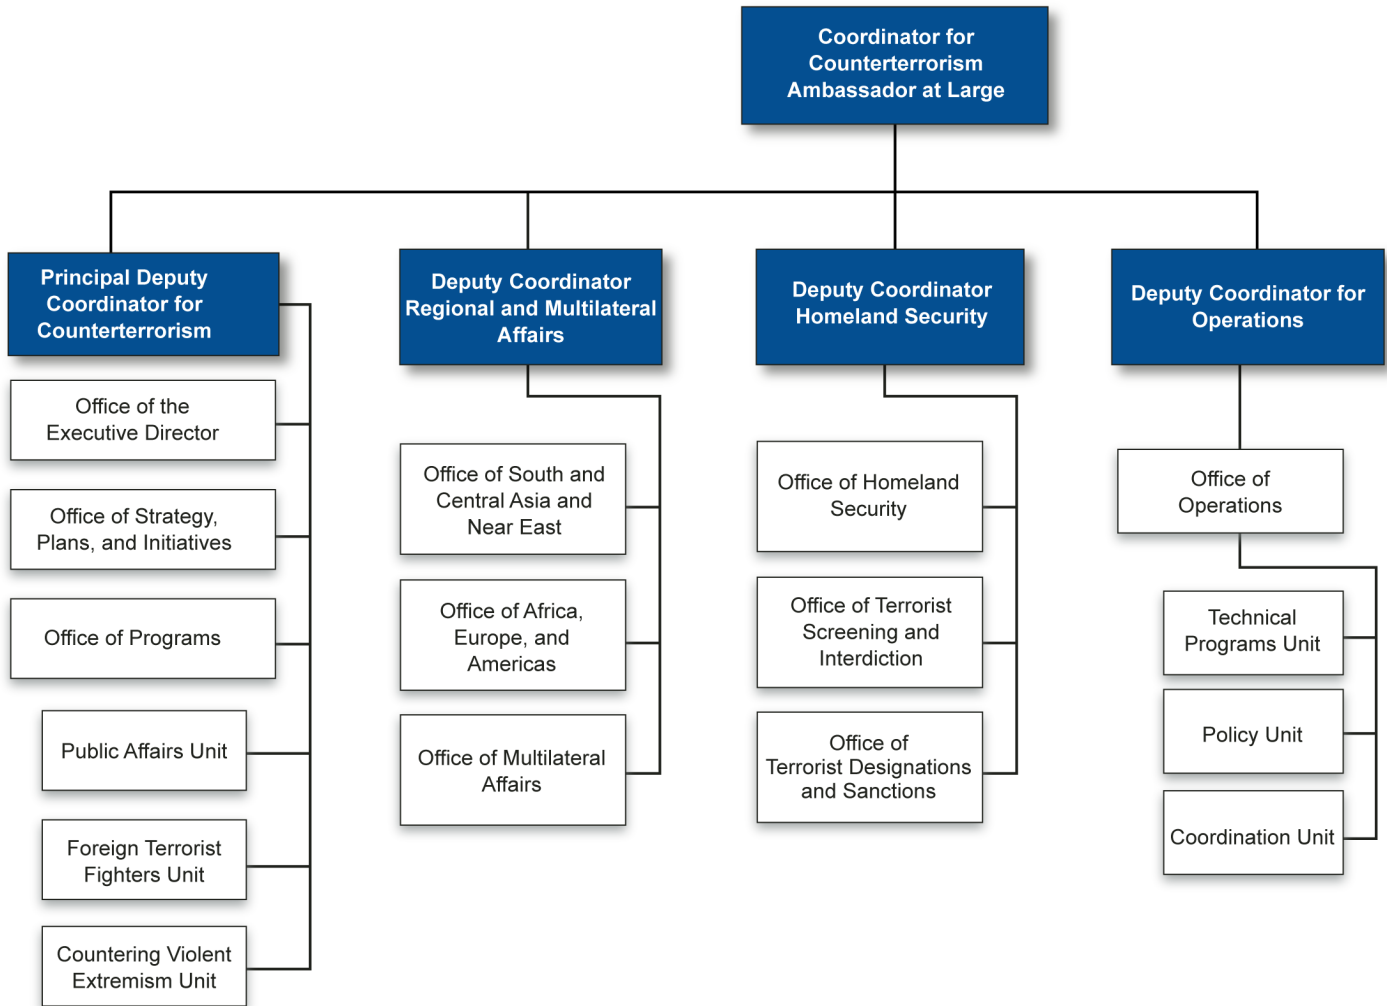 Coordinator for
Counterterrorism
Ambassador at Large
Principal Deputy
Coordinator for
Counterterrorism
Office of the
Executive Director
Office of Strategy,
Plans, and Initiatives
Office of Programs
Public Affairs Unit
Foreign Terrorist
Fighters Unit
Countering Violent
Extremism Unit
Deputy Coordinator
Regional and Multilateral
Affairs
Office of South and
Central Asia and
Near East
Office of Africa,
Europe, and
Americas
Office of Multilateral
Affairs
Deputy Coordinator
Homeland Security
Office of Homeland
Security
Office of Terrorist
Screening and
Interdiction
Office of
Terrorist Designations
and Sanctions
Deputy Coordinator for
Operations
Office of
Operations
Technical
Programs Unit
Policy Unit
Coordination Unit